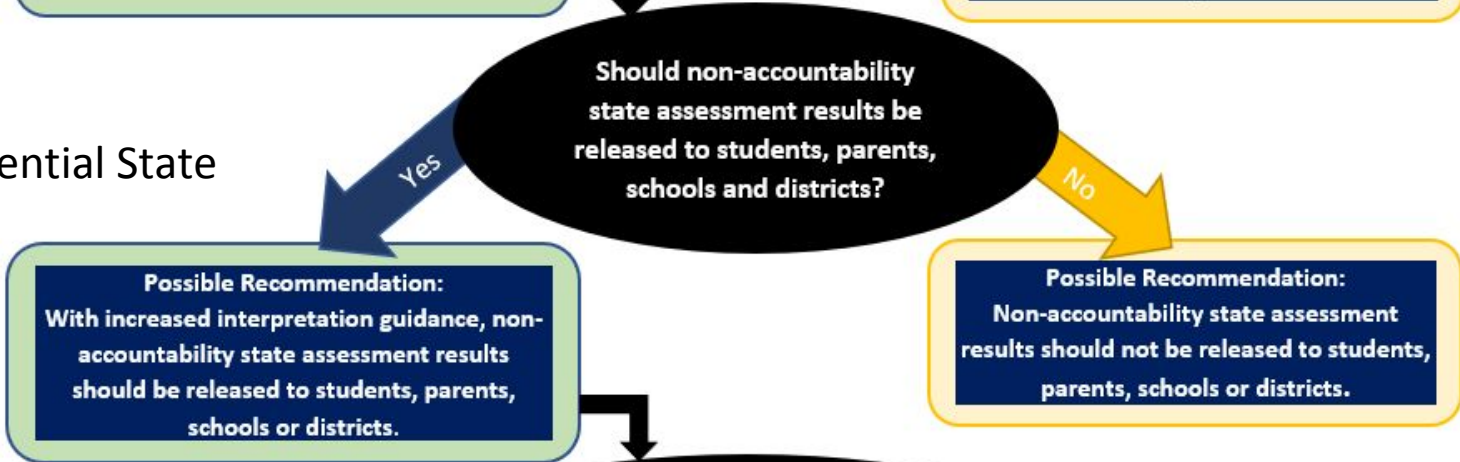 Should non-accountability
state assessment results be
released to students, parents,
schools and districts?
ential State
Yes
No
Possible Recommendation:
With increased interpretation guidance, non-
accountability state assessment results
should be released to students, parents,
schools or districts.
Possible Recommendation:
Non-accountability state assessment
results should not be released to students,
parents, schools or districts.